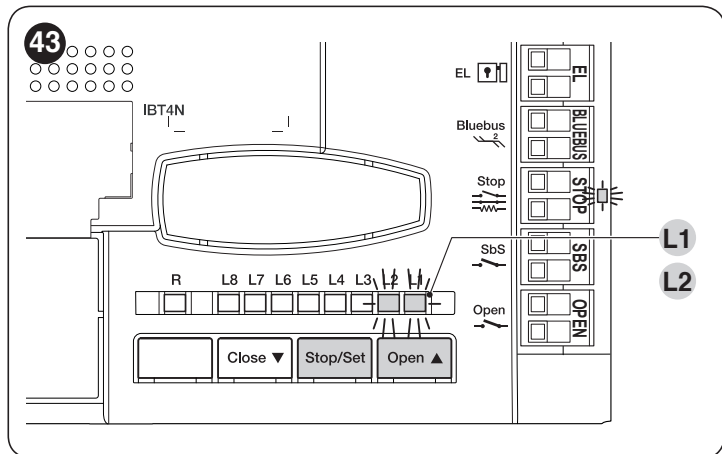 43
IBT4N
EL
Bluebus
2
Stop
SbS
Open
EL
BLUEBUS
STOP
SBS
OPEN
L1
L2
R L8 L7 L6 L5 L4 L3 L2 L1
Close ▼ Stop/Set Open ▲